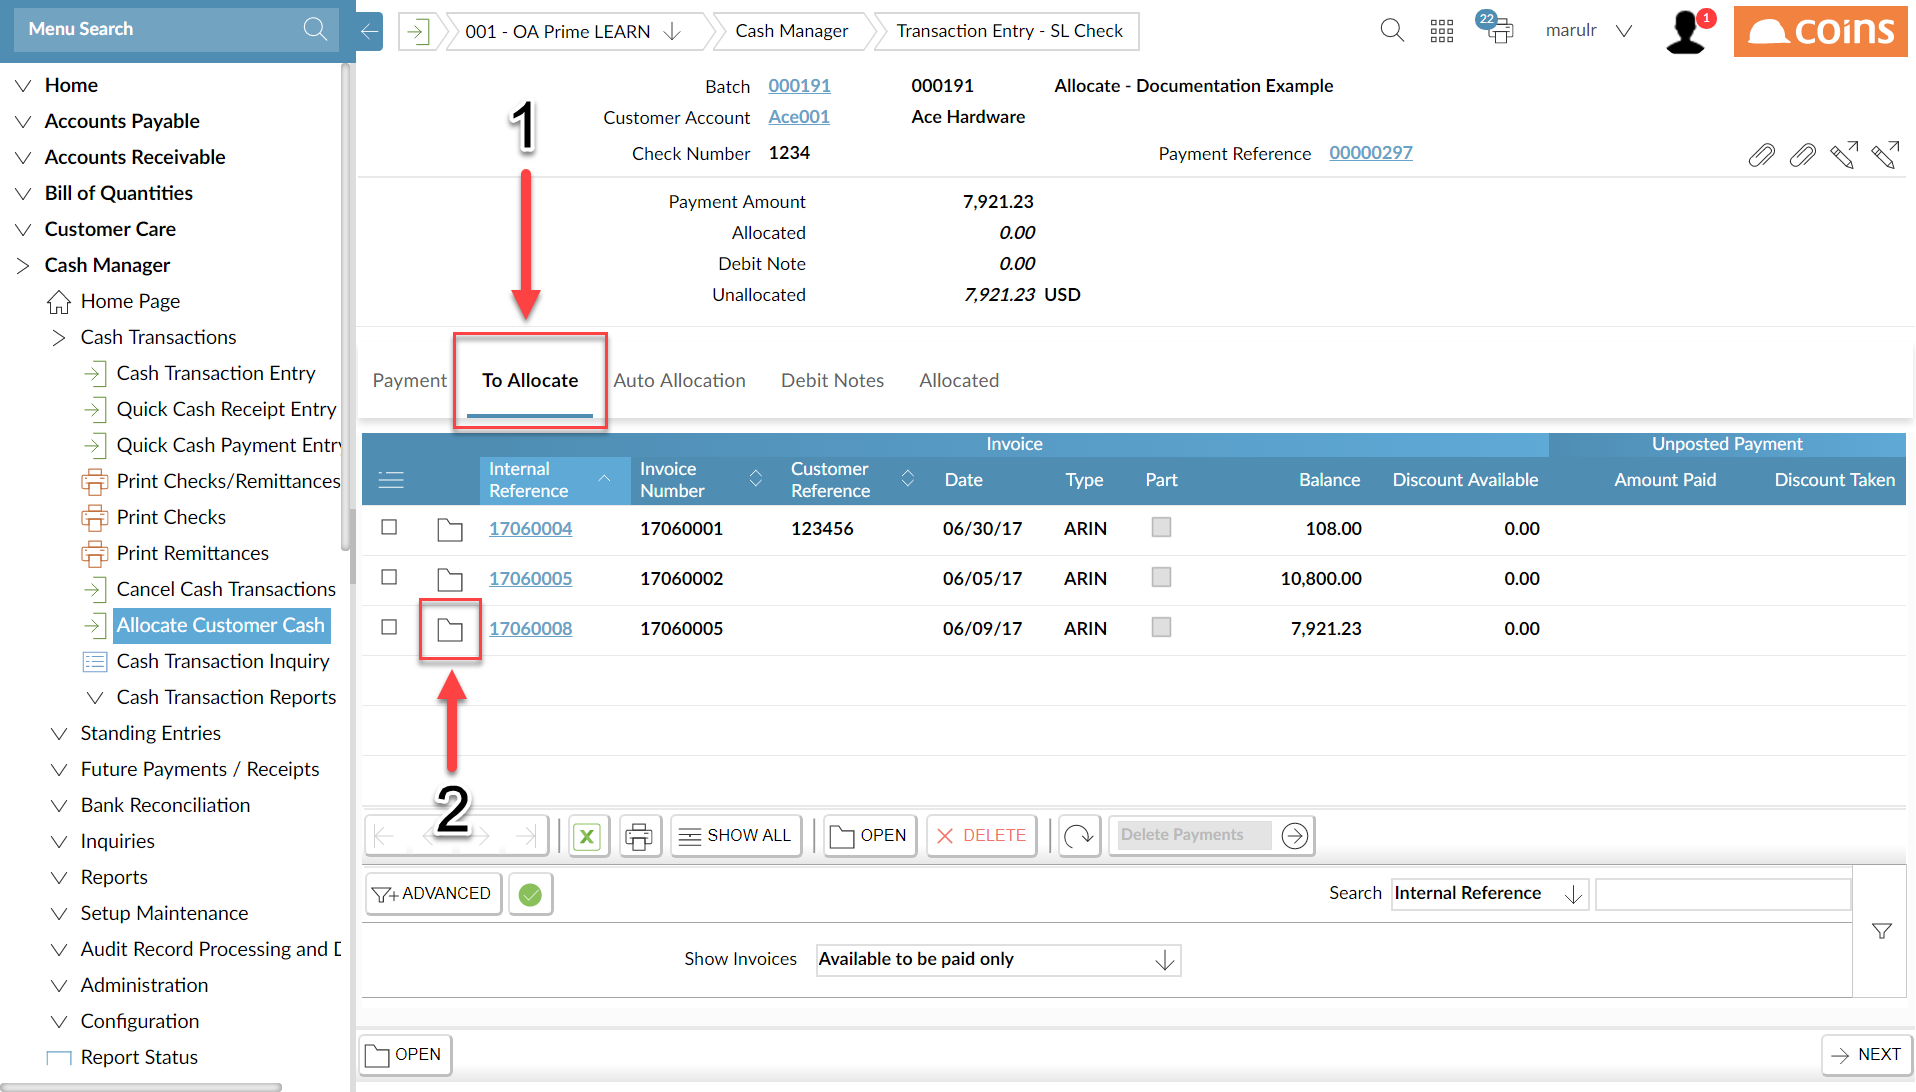 Menu Search
001 - OA Prime LEARN
Cash Manager
Transaction Entry - SL Check
22
marulr
1
coins
Home
Accounts Payable
Accounts Receivable
Bill of Quantities
Customer Care
Cash Manager
Home Page
Cash Transactions
Cash Transaction Entry
Quick Cash Receipt Entry
Quick Cash Payment Entry
Print Checks/Remittances
Print Checks
Print Remittances
Cancel Cash Transactions
Allocate Customer Cash
Cash Transaction Inquiry
Cash Transaction Reports
Standing Entries
Future Payments / Receipts
Bank Reconciliation
Inquiries
Reports
Setup Maintenance
Audit Record Processing and D
Administration
Configuration
Report Status
Batch 000191 000191 Allocate - Documentation Example
Customer Account Ace001 Ace Hardware
Check Number 1234 Payment Reference 00000297
1
Payment Amount 7,921.23
Allocated 0.00
Debit Note 0.00
Unallocated 7,921.23 USD
Payment To Allocate Auto Allocation Debit Notes Allocated
Invoice Unposted Payment
Internal Reference Invoice Number Customer Reference Date Type Part Balance Discount Available Amount Paid Discount Taken
17060004 17060001 123456 06/30/17 ARIN 108.00 0.00
17060005 17060002 06/05/17 ARIN 10,800.00 0.00
17060008 17060005 06/09/17 ARIN 7,921.23 0.00
2
SHOW ALL OPEN DELETE Delete Payments
ADVANCED Search Internal Reference
Show Invoices Available to be paid only
OPEN NEXT